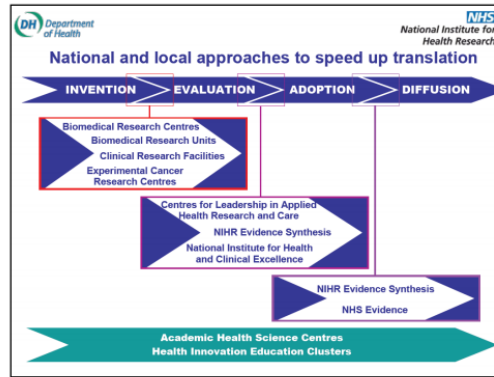 DH Department of Health
NHS
National Institute for
Health Research
National and local approaches to speed up translation
INVENTION EVALUATION ADOPTION DIFFUSION
Biomedical Research Centres
Biomedical Research Units
Clinical Research Facilities
Experimental Cancer
Research Centres
Centres for Leadership in Applied
Health Research and Care
NIHR Evidence Synthesis
National Institute for Health
and Clinical Excellence
NIHR Evidence Synthesis
NHS Evidence
Academic Health Science Centres
Health Innovation Education Clusters